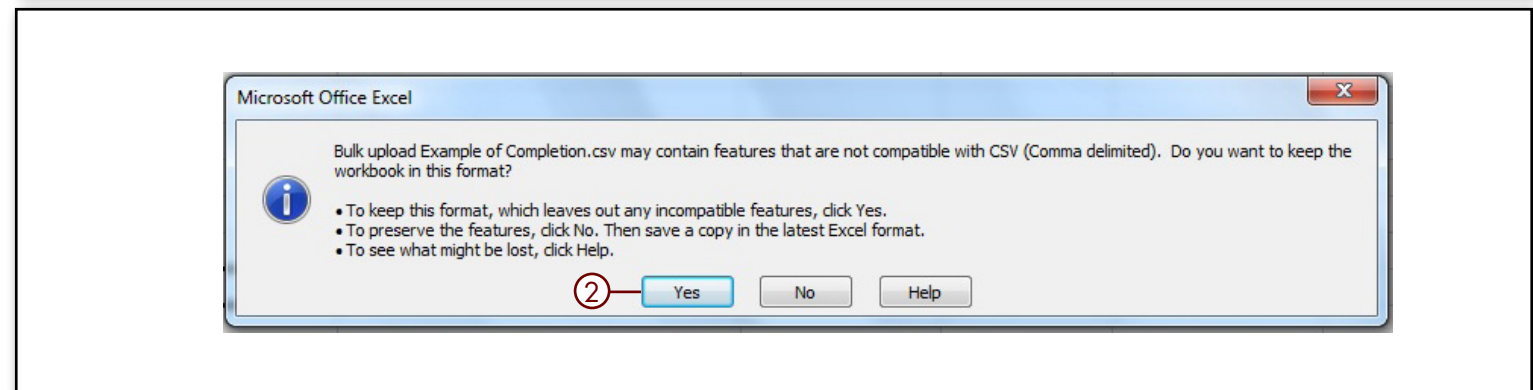 Microsoft Office Excel
X
Bulk upload Example of Completion.csv may contain features that are not compatible with CSV (Comma delimited).  Do you want to keep the
workbook in this format?
i
• To keep this format, which leaves out any incompatible features, click Yes.
• To preserve the features, click No. Then save a copy in the latest Excel format.
• To see what might be lost, click Help.
2 Yes No Help